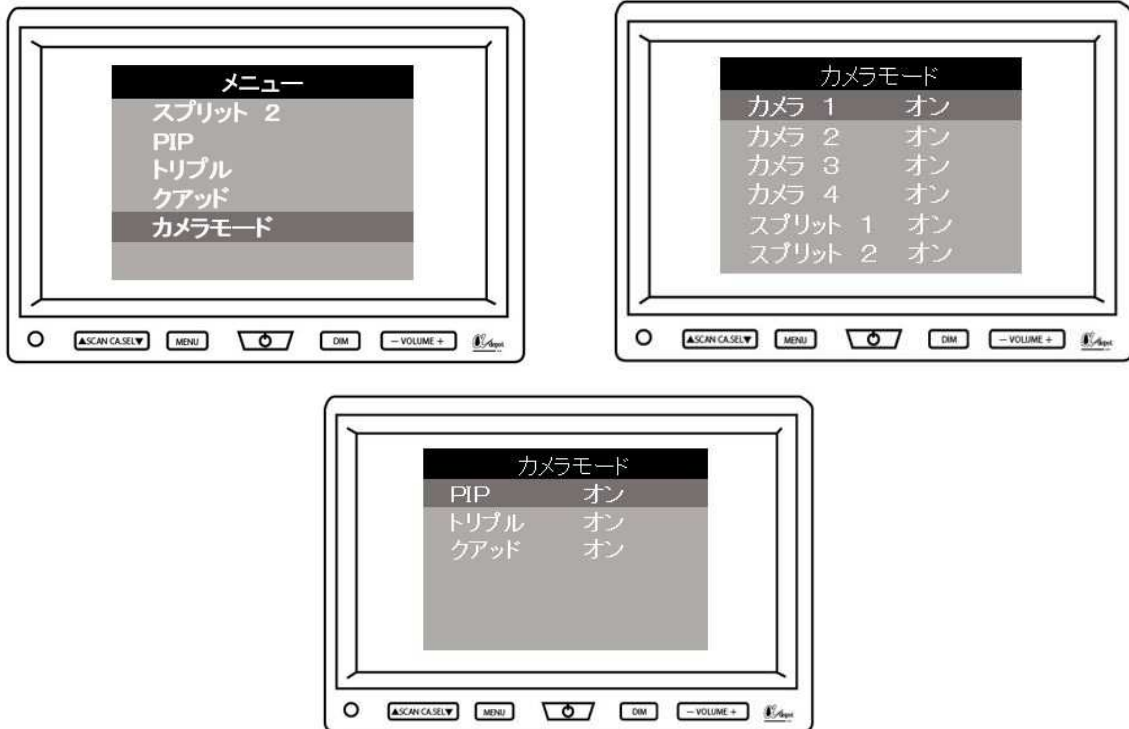 メニュー
スプリット 2
PIP
トリプル
クアッド
カメラモード
▲SCAN CA.SEL▼ MENU DIM − VOLUME +
カメラモード
カメラ 1 オン
カメラ 2 オン
カメラ 3 オン
カメラ 4 オン
スプリット 1 オン
スプリット 2 オン
▲SCAN CA.SEL▼ MENU DIM − VOLUME +
カメラモード
PIP オン
トリプル オン
クアッド オン
▲SCAN CA.SEL▼ MENU DIM − VOLUME +